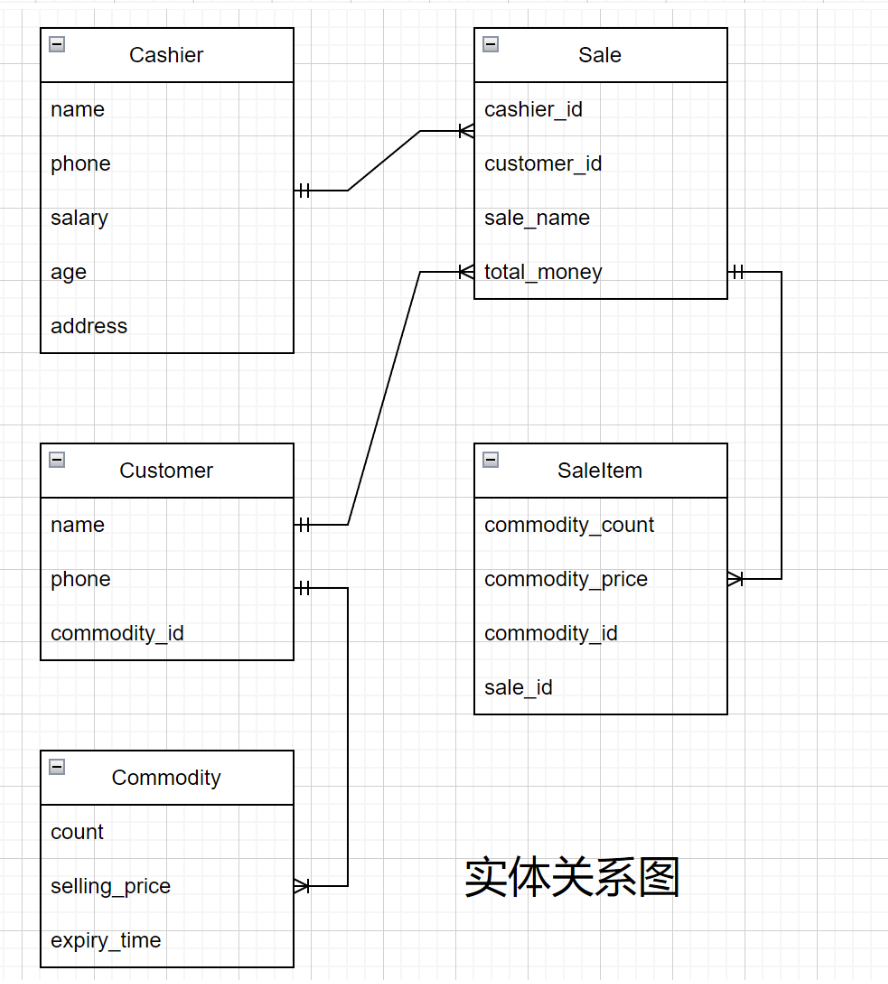 Cashier
name
phone
salary
age
address
Sale
cashier_id
customer_id
sale_name
total_money
Customer
name
phone
commodity_id
SaleItem
commodity_count
commodity_price
commodity_id
sale_id
Commodity
count
selling_price
expiry_time
实体关系图